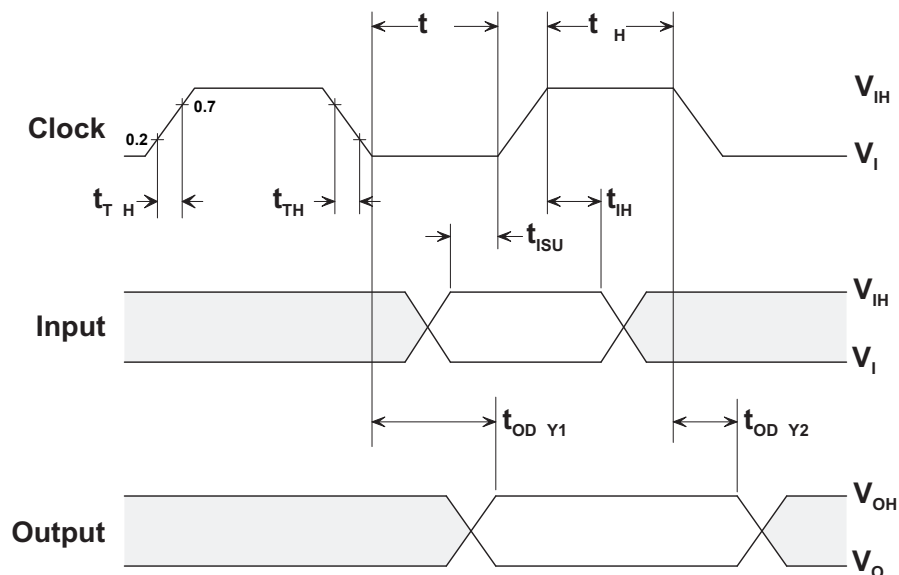 t
t H
V IH
0.7
Clock
0.2
V I
t T H
t TH
t IH
t ISU
V IH
Input
V I
t OD Y1
t OD Y2
V OH
Output
V O